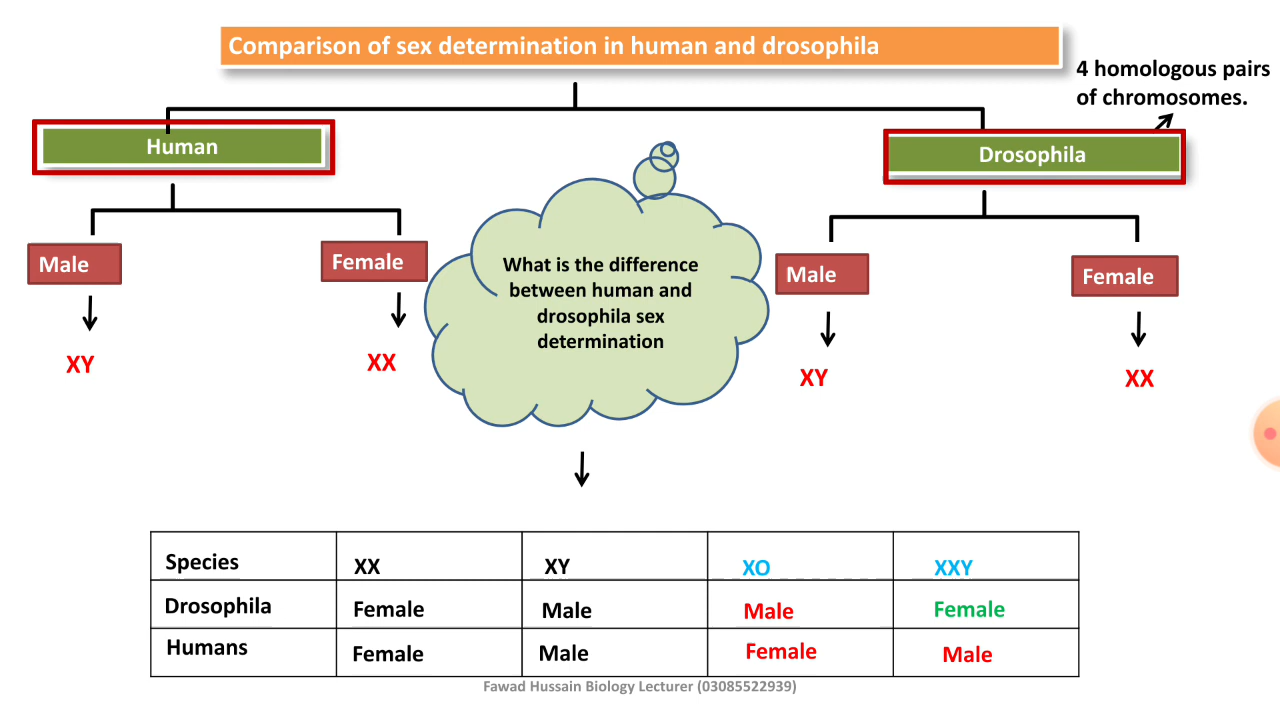 Comparison of sex determination in human and drosophila
4 homologous pairs
of chromosomes.
Human
Drosophila
Male
Female
What is the difference
between human and
drosophila sex
determination
Male
Female
XY
XX
XY
XX
Species XX XY XO XXY
Drosophila Female Male Male Female
Humans Female Male Female Male
Fawad Hussain Biology Lecturer (03085522939)